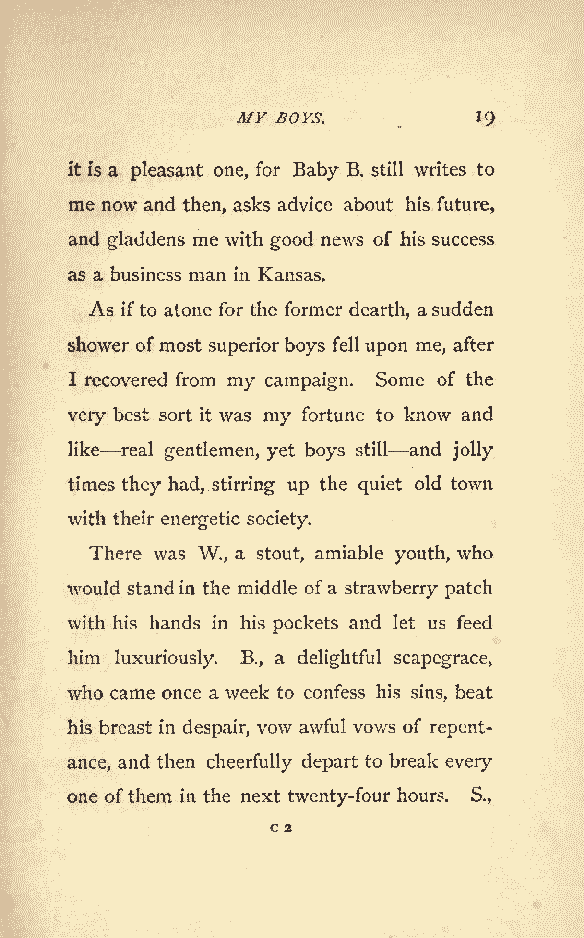 MY BOYS. 19
it is a pleasant one, for Baby B. still writes to
me now and then, asks advice about his future,
and gladdens me with good news of his success
as a business man in Kansas.
As if to atone for the former dearth, a sudden
shower of most superior boys fell upon me, after
I recovered from my campaign. Some of the
very best sort it was my fortune to know and
like—real gentlemen, yet boys still—and jolly
times they had, stirring up the quiet old town
with their energetic society.
There was W., a stout, amiable youth, who
would stand in the middle of a strawberry patch
with his hands in his pockets and let us feed
him luxuriously. B., a delightful scapegrace,
who came once a week to confess his sins, beat
his breast in despair, vow awful vows of repent-
ance, and then cheerfully depart to break every
one of them in the next twenty-four hours. S.,
C 2